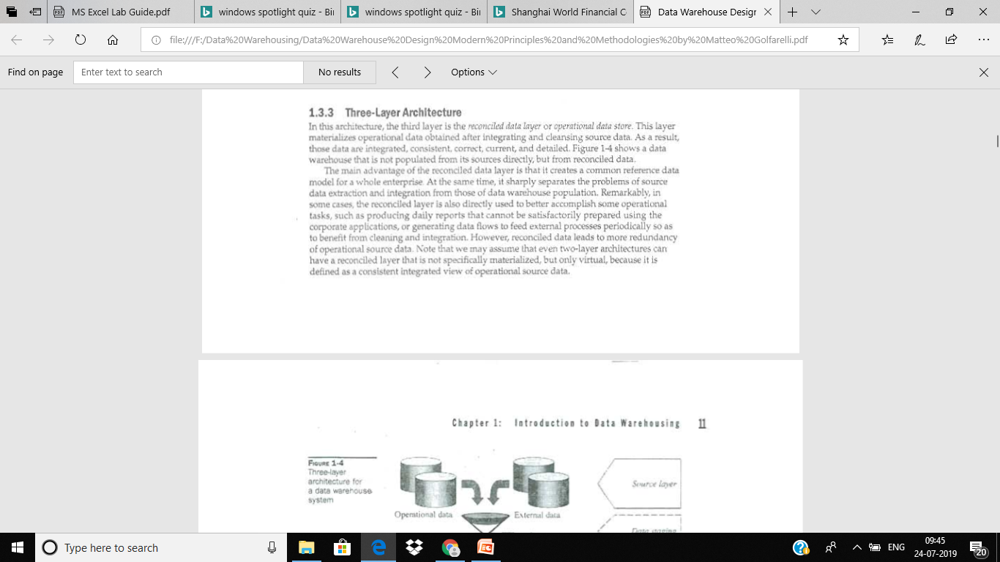 MS Excel Lab Guide.pdf
windows spotlight quiz - Bi
windows spotlight quiz - Bi
Shanghai World Financial C
Data Warehouse Design
file:///F:/Data%20Warehousing/Data%20Warehouse%20Design%20Modern%20Principles%20and%20Methodologies%20by%20Matteo%20Golfarelli.pdf
Find on page
Enter text to search
No results
Options
1.3.3 Three-Layer Architecture
In this architecture, the third layer is the reconciled data layer or operational data store. This layer
materializes operational data obtained after integrating and cleansing source data. As a result,
those data are integrated, consistent, correct, current, and detailed. Figure 1-4 shows a data
warehouse that is not populated from its sources directly, but from reconciled data.
The main advantage of the reconciled data layer is that it creates a common reference data
model for a whole enterprise. At the same time, it sharply separates the problems of source
data extraction and integration from those of data warehouse population. Remarkably, in
some cases, the reconciled layer is also directly used to better accomplish some operational
tasks, such as producing daily reports that cannot be satisfactorily prepared using the
corporate applications, or generating data flows to feed external processes periodically so as
to benefit from cleaning and integration. However, reconciled data leads to more redundancy
of operational source data. Note that we may assume that even two-layer architectures can
have a reconciled layer that is not specifically materialized, but only virtual, because it is
defined as a consistent integrated view of operational source data.
Chapter 1: Introduction to Data Warehousing 11
FIGURE 1-4
Three-layer
architecture for
a data warehouse
system
Operational data
External data
Source layer
Data staging
Type here to search
ENG
09:45
24-07-2019
20